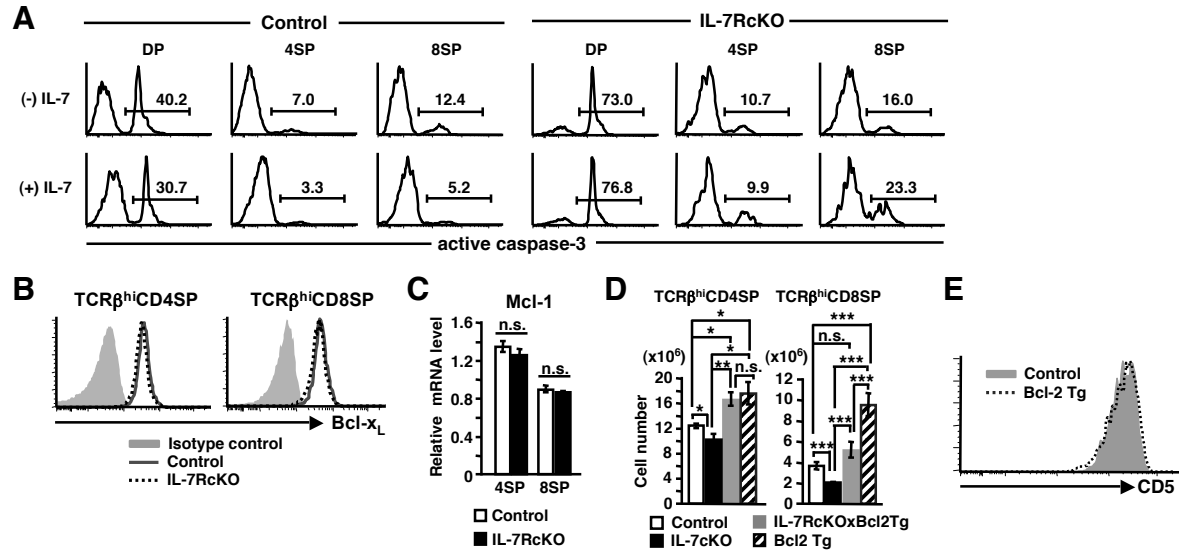 A
Control
IL-7RcKO
DP 4SP 8SP DP 4SP 8SP
(-) IL-7
40.2 7.0 12.4 73.0 10.7 16.0
(+) IL-7
30.7 3.3 5.2 76.8 9.9 23.3
active caspase-3
B
TCRβhiCD4SP TCRβhiCD8SP
Bcl-xL
Isotype control
Control
IL-7RcKO
C
Mcl-1
Relative mRNA level
1.6
1.2
0.8
0.4
0
n.s.
n.s.
4SP 8SP
Control
IL-7RcKO
D
TCRβhiCD4SP TCRβhiCD8SP
Cell number
(x10⁶)
20
18
16
14
12
10
8
6
4
2
0
*
*
*
** n.s.
*
(x10⁶)
12
10
8
6
4
2
0
***
n.s.
***
***
***
***
Control
IL-7cKO
IL-7RcKOxBcl2Tg
Bcl2 Tg
E
Control
Bcl-2 Tg
CD5